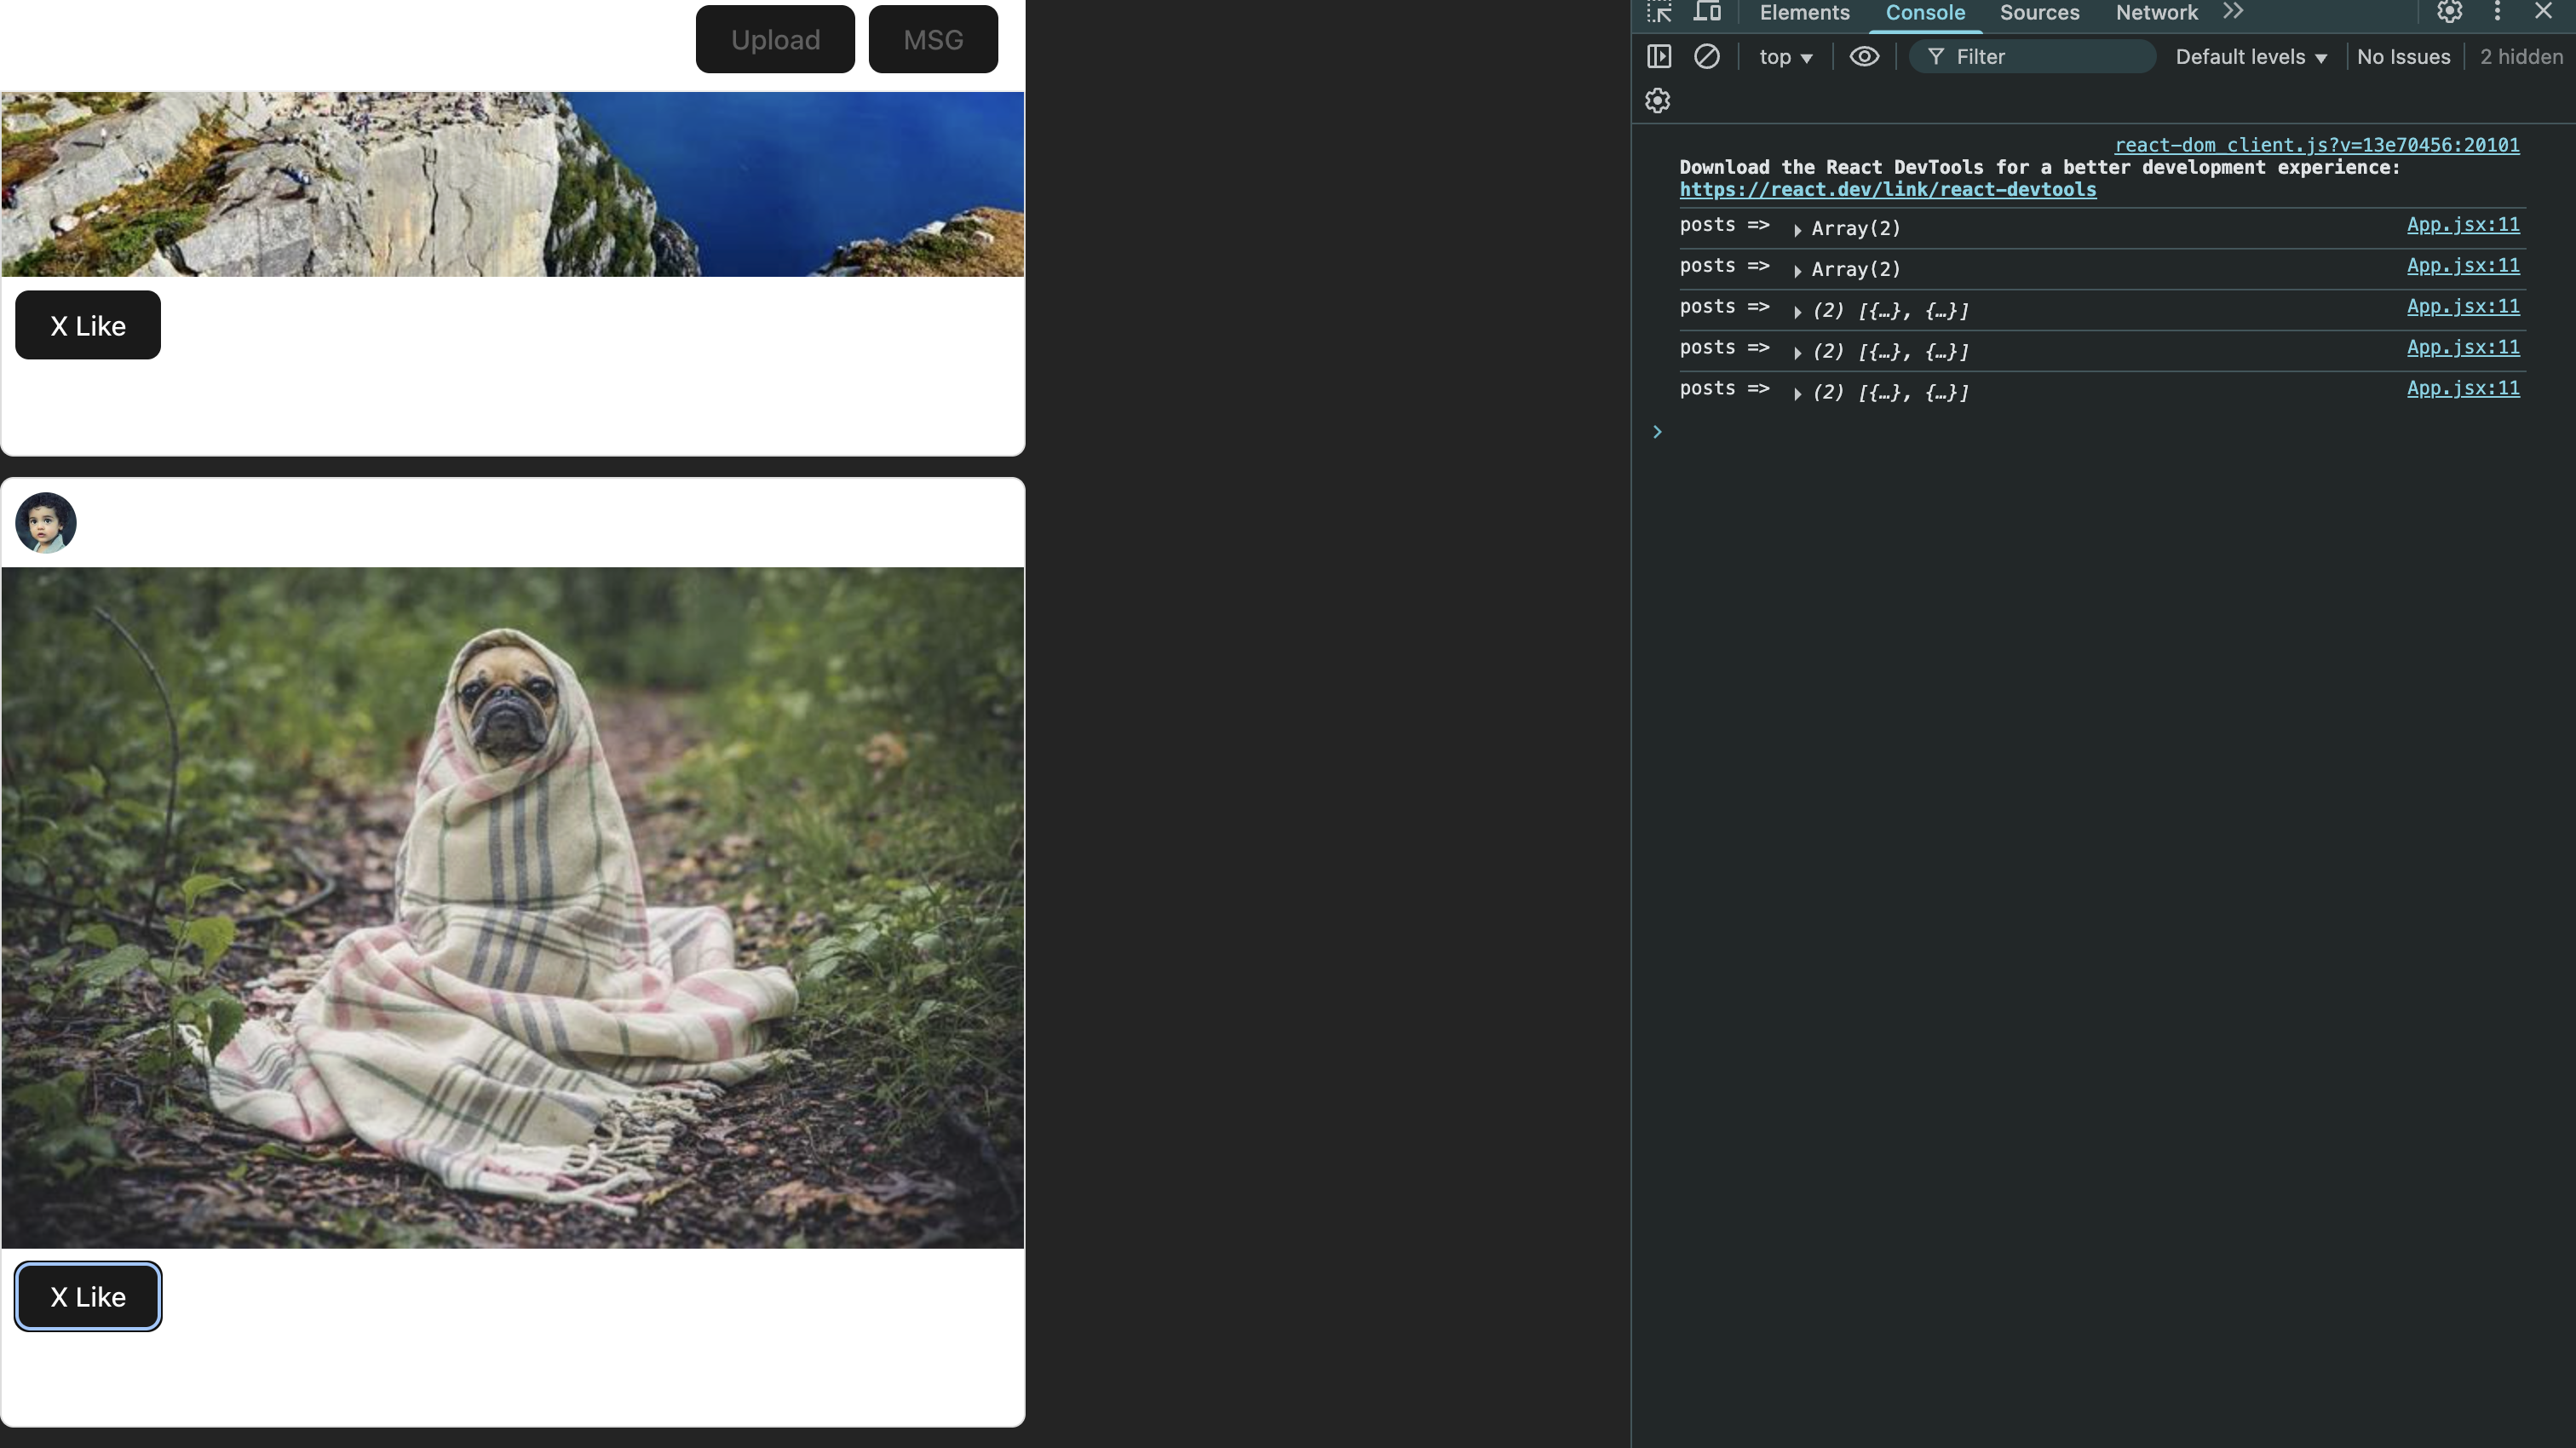 Upload MSG
X Like
X Like
Elements Console Sources Network
top Filter Default levels No Issues 2 hidden
react-dom_client.js?v=13e70456:20101
Download the React DevTools for a better development experience:
https://react.dev/link/react-devtools
posts => Array(2) App.jsx:11
posts => Array(2) App.jsx:11
posts => (2) [{…}, {…}] App.jsx:11
posts => (2) [{…}, {…}] App.jsx:11
posts => (2) [{…}, {…}] App.jsx:11